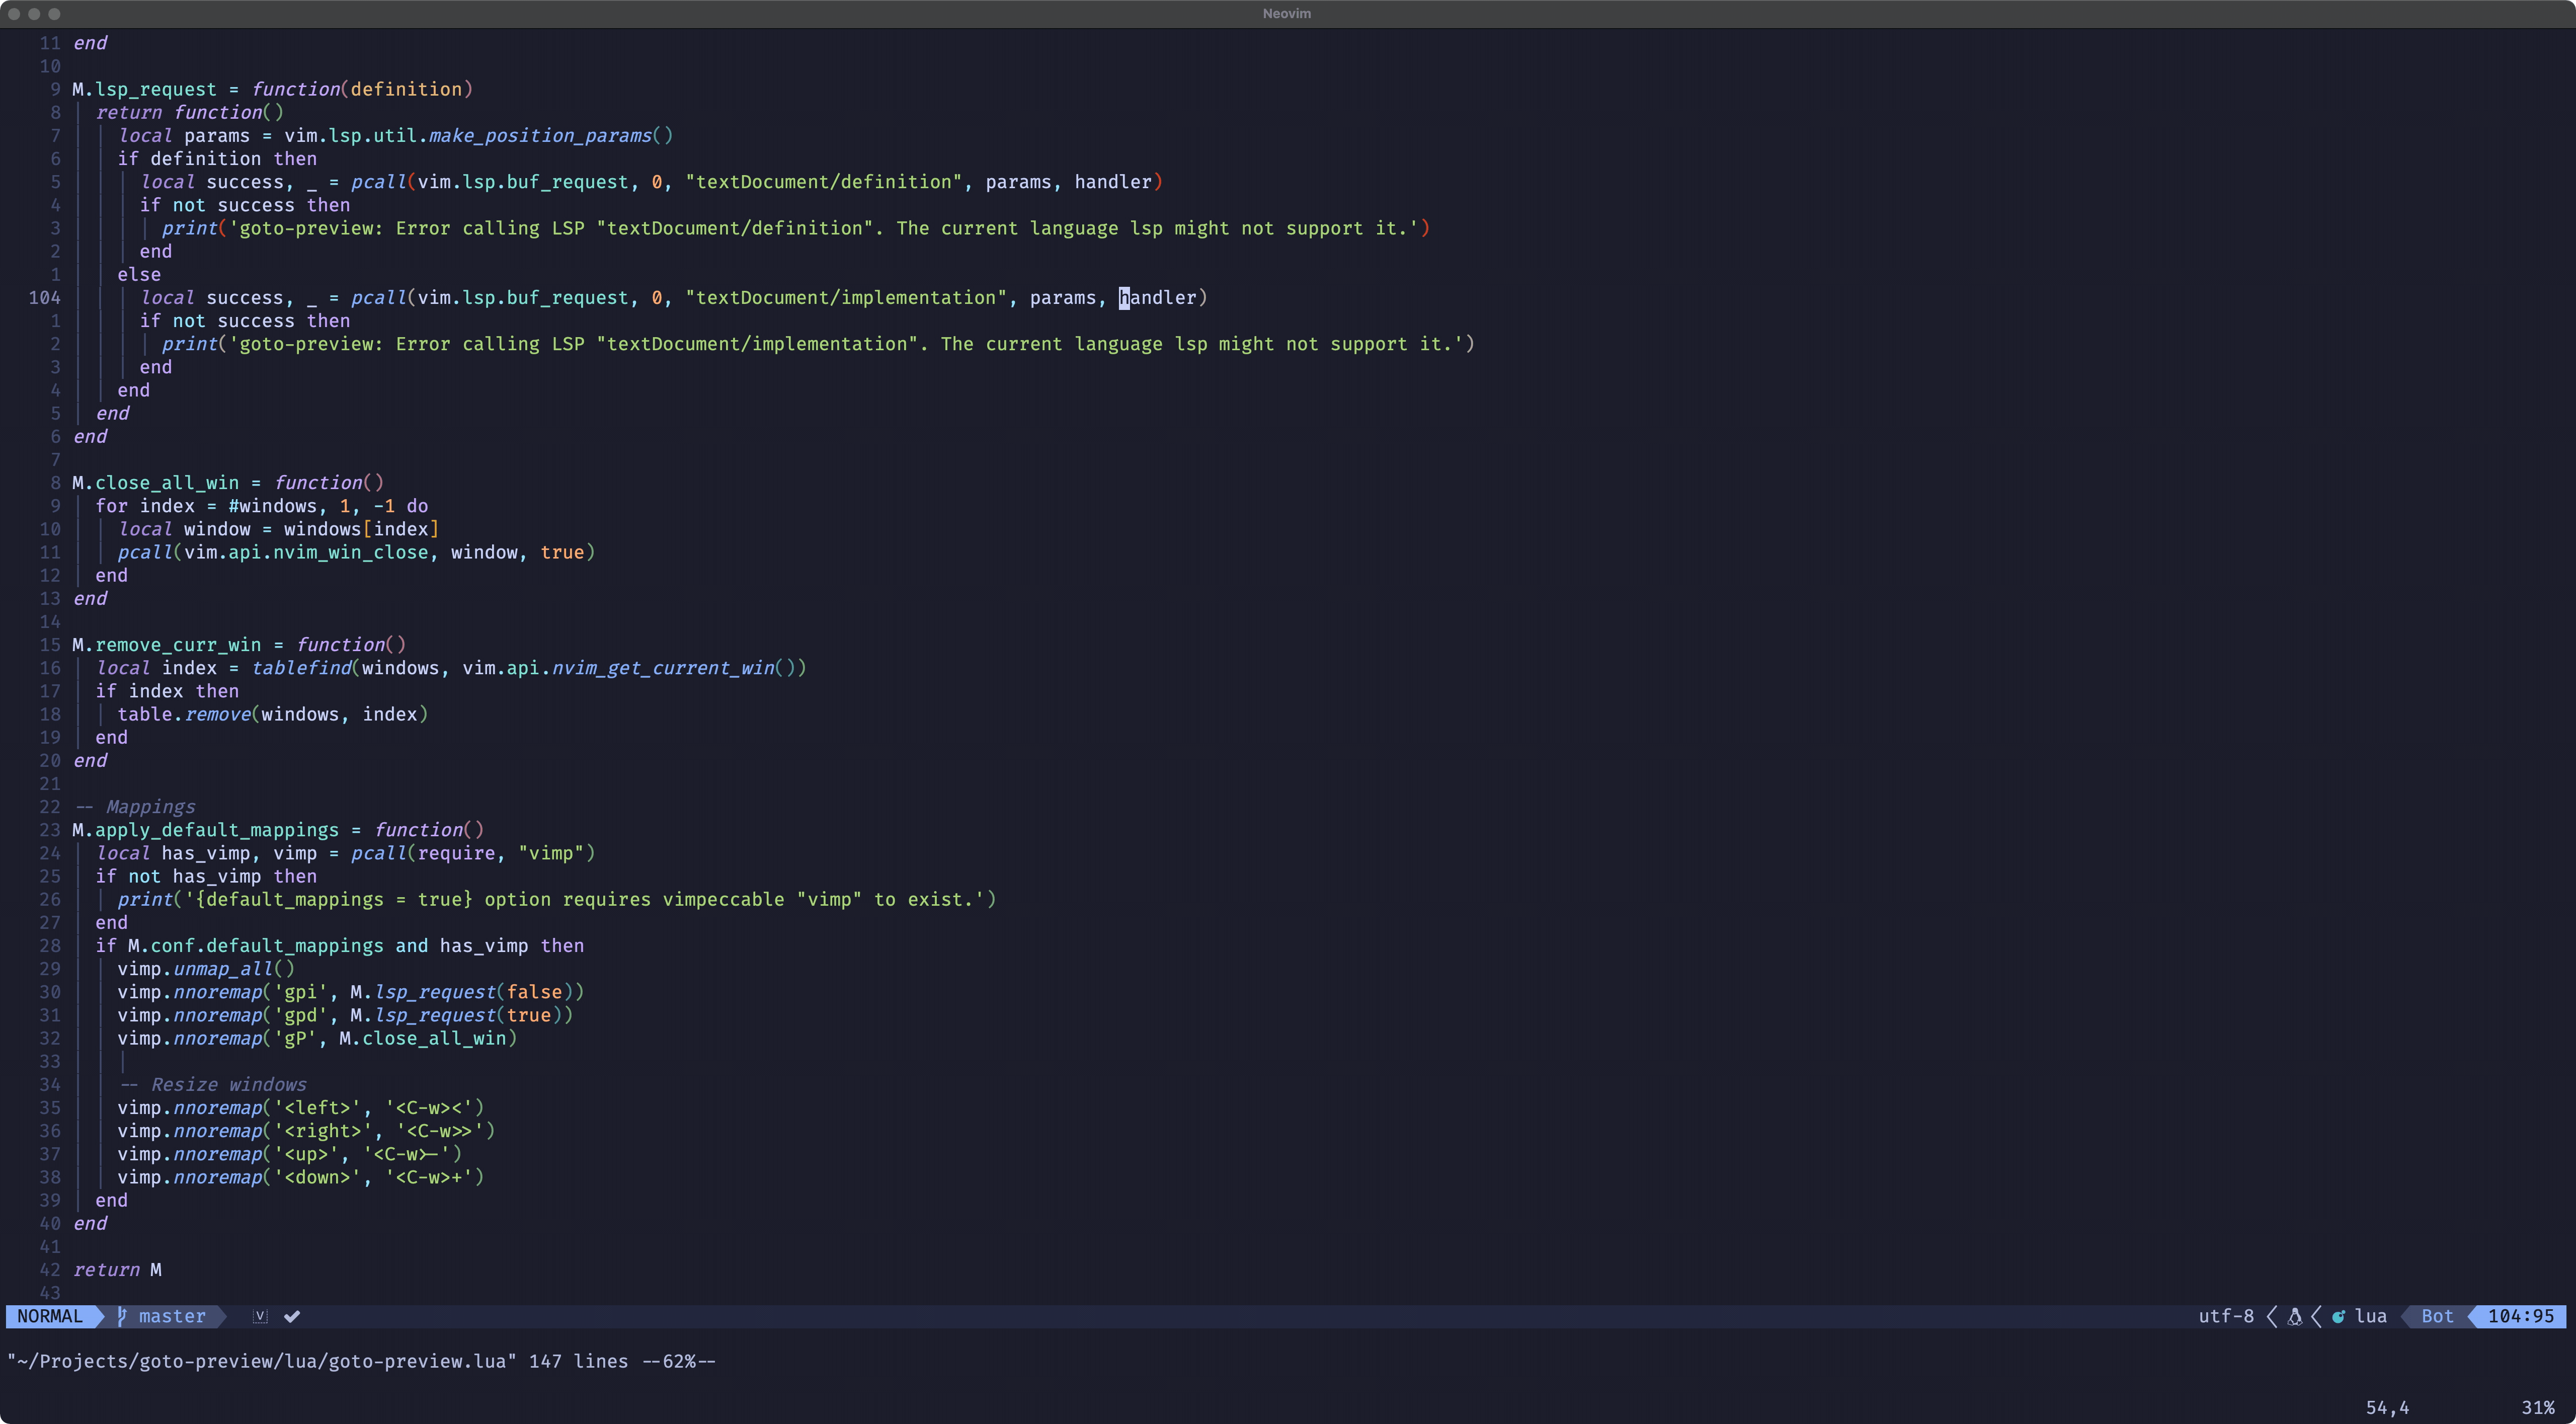 Neovim
11 end
10
9 M.lsp_request = function(definition)
8 return function()
7 local params = vim.lsp.util.make_position_params()
6 if definition then
5 local success, _ = pcall(vim.lsp.buf_request, 0, "textDocument/definition", params, handler)
4 if not success then
3 print('goto-preview: Error calling LSP "textDocument/definition". The current language lsp might not support it.')
2 end
1 else
104 local success, _ = pcall(vim.lsp.buf_request, 0, "textDocument/implementation", params, handler)
1 if not success then
2 print('goto-preview: Error calling LSP "textDocument/implementation". The current language lsp might not support it.')
3 end
4 end
5 end
6 end
7
8 M.close_all_win = function()
9 for index = #windows, 1, -1 do
10 local window = windows[index]
11 pcall(vim.api.nvim_win_close, window, true)
12 end
13 end
14
15 M.remove_curr_win = function()
16 local index = tablefind(windows, vim.api.nvim_get_current_win())
17 if index then
18 table.remove(windows, index)
19 end
20 end
21
22 -- Mappings
23 M.apply_default_mappings = function()
24 local has_vimp, vimp = pcall(require, "vimp")
25 if not has_vimp then
26 print('{default_mappings = true} option requires vimpeccable "vimp" to exist.')
27 end
28 if M.conf.default_mappings and has_vimp then
29 vimp.unmap_all()
30 vimp.nnoremap('gpi', M.lsp_request(false))
31 vimp.nnoremap('gpd', M.lsp_request(true))
32 vimp.nnoremap('gP', M.close_all_win)
33
34 -- Resize windows
35 vimp.nnoremap('<left>', '<C-w><')
36 vimp.nnoremap('<right>', '<C-w>>')
37 vimp.nnoremap('<up>', '<C-w>-')
38 vimp.nnoremap('<down>', '<C-w>+')
39 end
40 end
41
42 return M
43
NORMAL master V utf-8 lua Bot 104:95
"~/Projects/goto-preview/lua/goto-preview.lua" 147 lines --62%--
54,4 31%